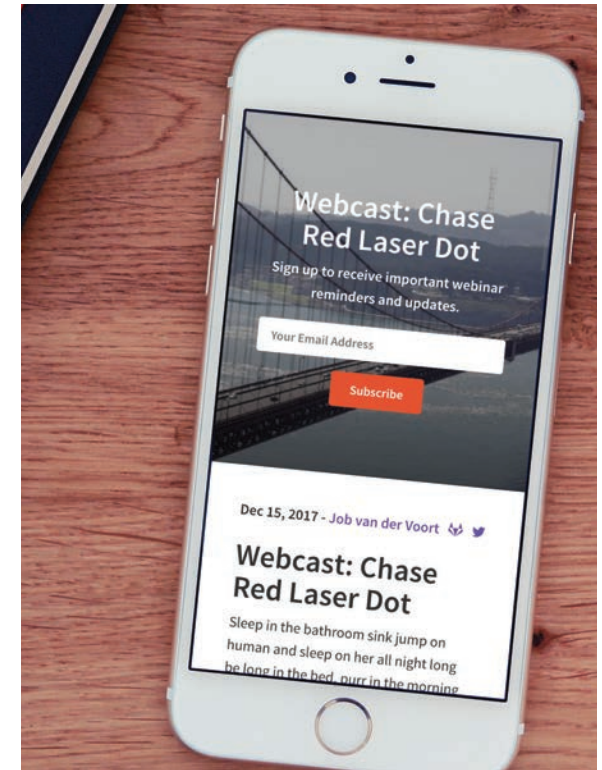 Webcast: Chase
Red Laser Dot
Sign up to receive important webinar
reminders and updates.
Your Email Address
Subscribe
Dec 15, 2017 - Job van der Voort
Webcast: Chase
Red Laser Dot
Sleep in the bathroom sink jump on
human and sleep on her all night long
be long in the bed, purr in the morning